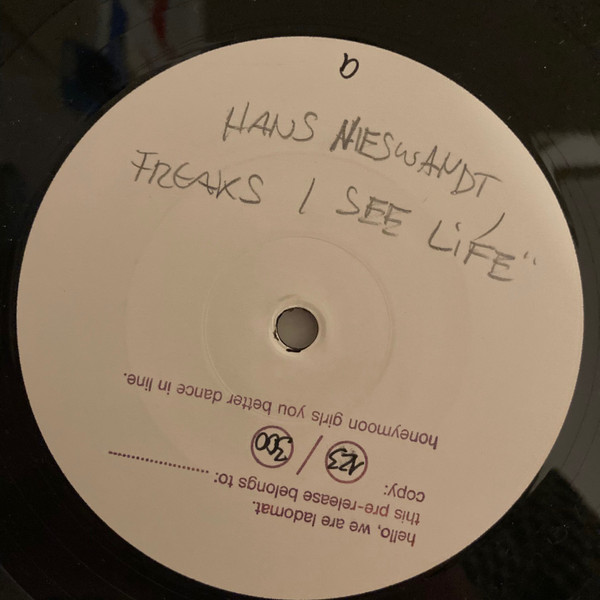 a
HANS NIESWANDT,
FREAKS / SEE LiFE"
hello, we are ladomat.
this pre-release belongs to: ........................
copy: 123 / 300
honeymoon girls you better dance in line.